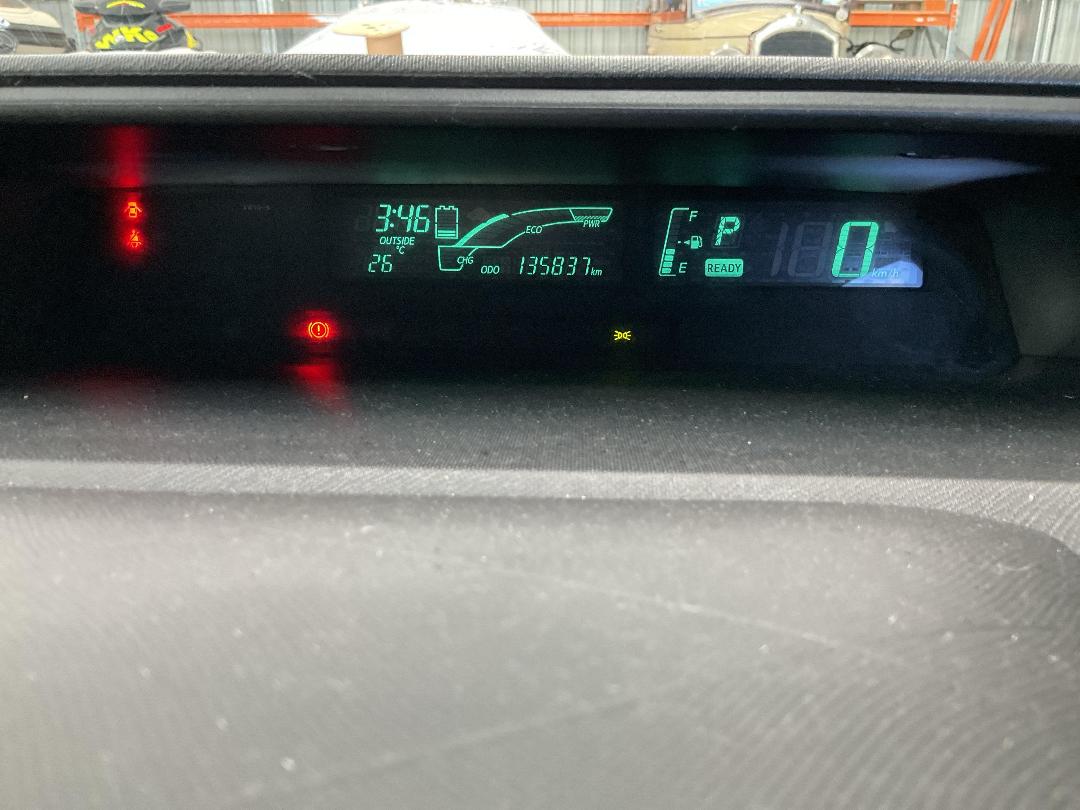 3:46
OUTSIDE
°C
26
CHG
ECO
PWR
ODO 135837 km
F
E
P
READY
0
km/h